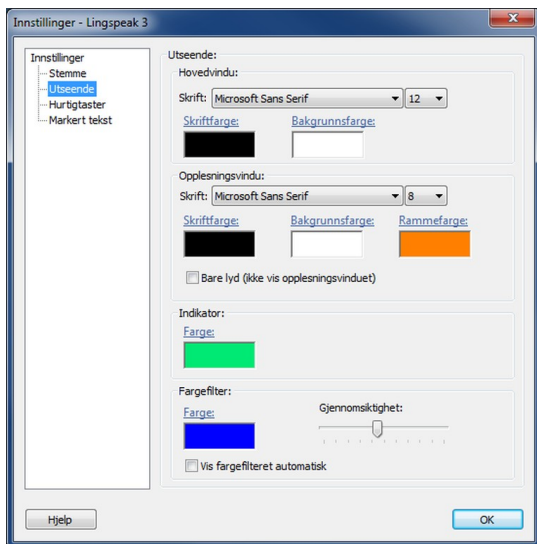 Innstillinger - Lingspeak 3
Innstillinger
Stemme
Utseende
Hurtigtaster
Markert tekst
Utseende:
Hovedvindu:
Skrift: Microsoft Sans Serif 12
Skriftfarge: Bakgrunnsfarge:
Opplesningsvindu:
Skrift: Microsoft Sans Serif 8
Skriftfarge: Bakgrunnsfarge: Rammefarge:
Bare lyd (ikke vis opplesningsvinduet)
Indikator:
Farge:
Fargefilter:
Farge: Gjennomsiktighet:
Vis fargefilteret automatisk
Hjelp OK